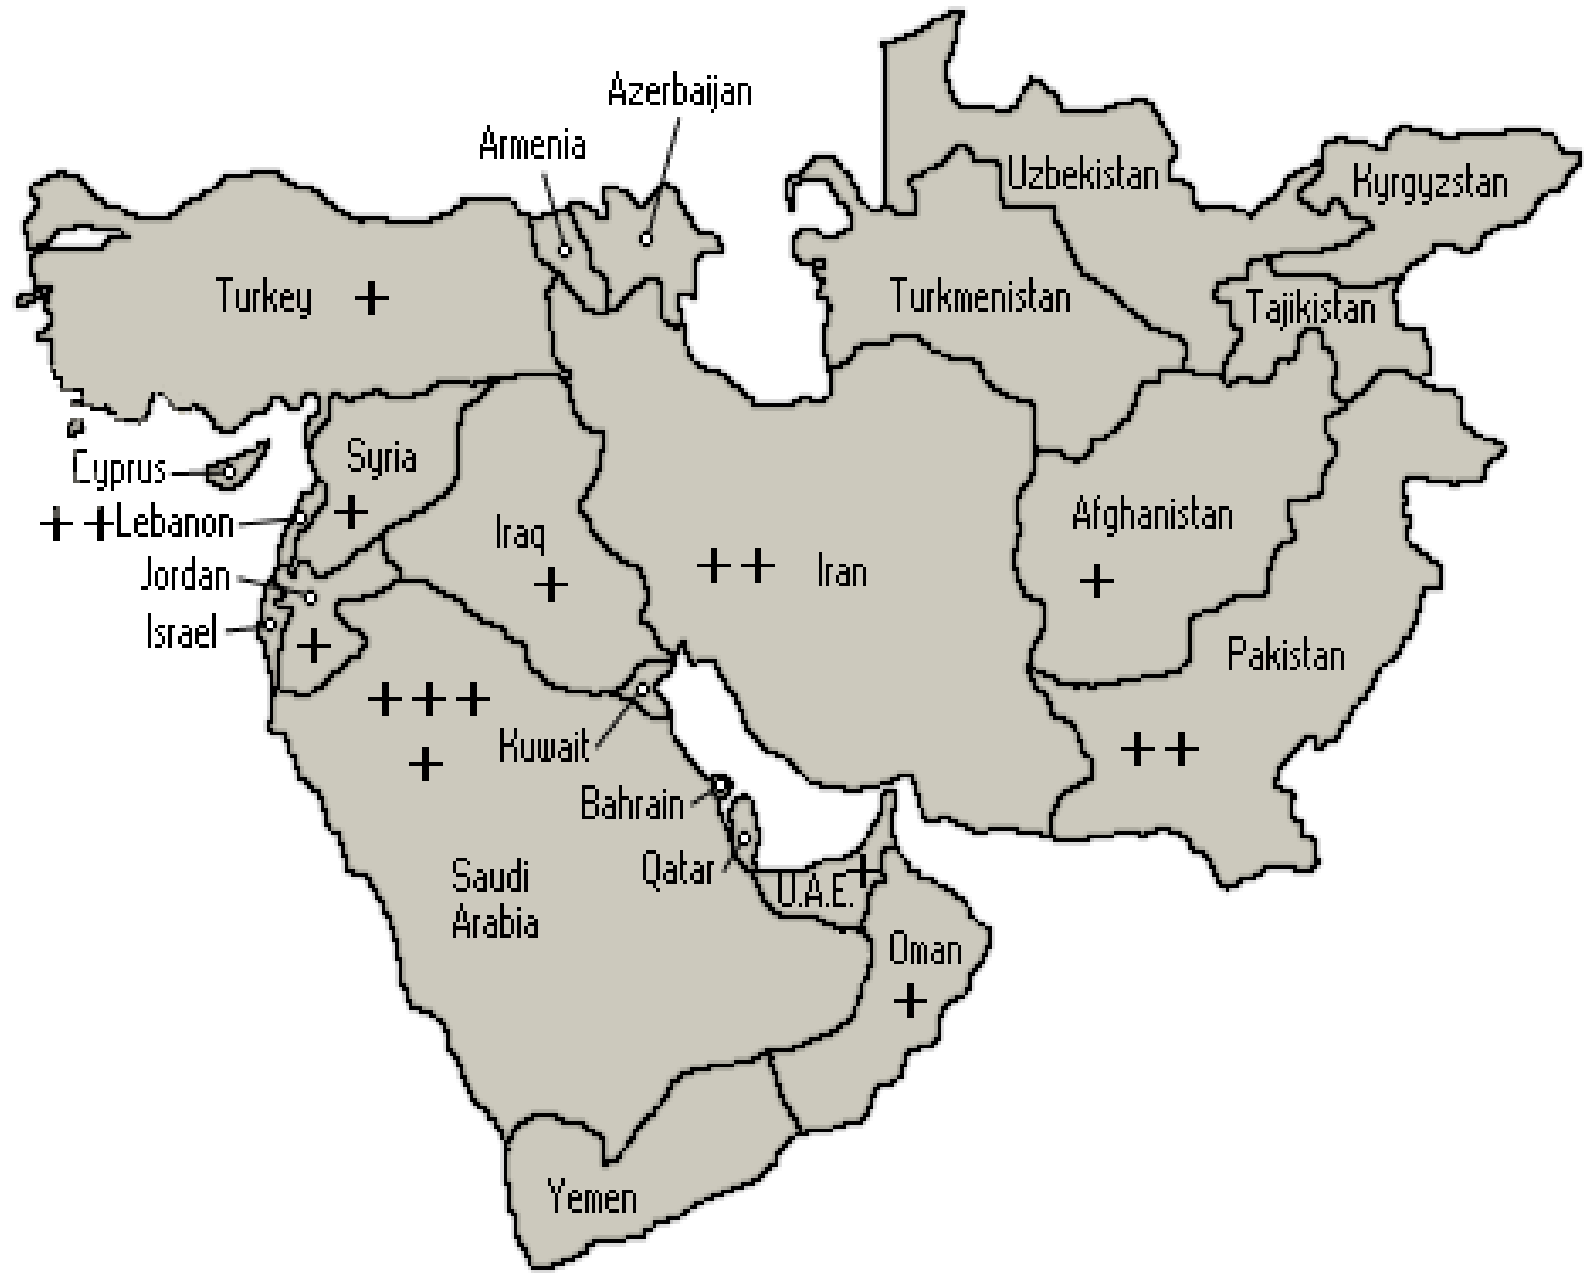 Azerbaijan
Armenia
Uzbekistan
Kyrgyzstan
Turkey +
Turkmenistan
Tajikistan
Cyprus
Syria
+
+ +Lebanon
Iraq
+
Afghanistan
+
Jordan
+ + Iran
Israel
+
Pakistan
+ + +
+
Kuwait
+ +
Bahrain
Qatar
Saudi
Arabia
U.A.E. +
Oman
+
Yemen